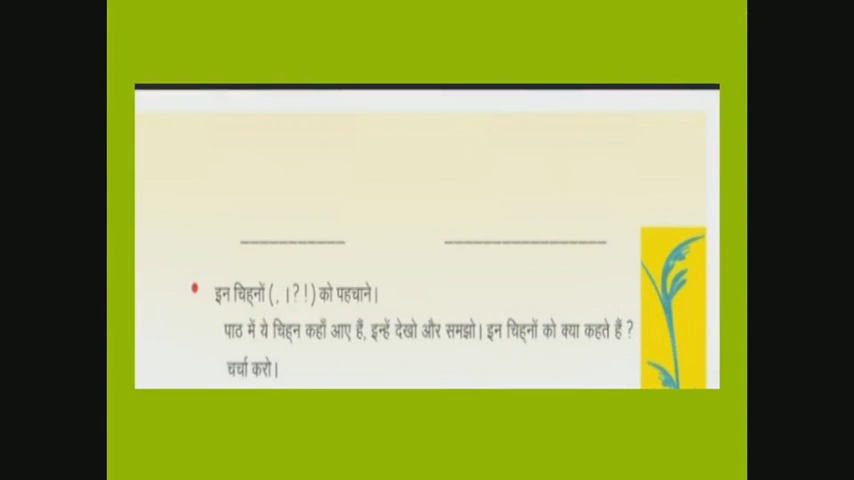 इन चिह्नों ( , । ? ! ) को पहचाने।
पाठ में ये चिह्न कहाँ आए हैं, इन्हें देखो और समझो। इन चिह्नों को क्या कहते हैं ?
चर्चा करो।